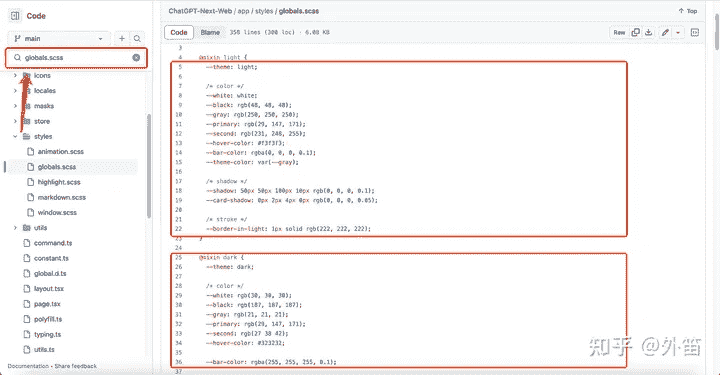 Code
main
globals.scss
icons
locales
masks
store
styles
animation.scss
globals.scss
highlight.scss
markdown.scss
window.scss
utils
command.ts
constant.ts
global.d.ts
layout.tsx
page.tsx
polyfill.ts
typing.ts
utils.ts
Documentation • Share feedback
ChatGPT-Next-Web / app / styles / globals.scss
Top
Code Blame 358 lines (300 loc) · 6.08 KB
Raw
3
4 @mixin light {
5 --theme: light;
6
7 /* color */
8 --white: white;
9 --black: rgb(48, 48, 48);
10 --gray: rgb(250, 250, 250);
11 --primary: rgb(29, 147, 171);
12 --second: rgb(231, 248, 255);
13 --hover-color: #f3f3f3;
14 --bar-color: rgba(0, 0, 0, 0.1);
15 --theme-color: var(--gray);
16
17 /* shadow */
18 --shadow: 50px 50px 100px 10px rgb(0, 0, 0, 0.1);
19 --card-shadow: 0px 2px 4px 0px rgb(0, 0, 0, 0.05);
20
21 /* stroke */
22 --border-in-light: 1px solid rgb(222, 222, 222);
23 }
24
25 @mixin dark {
26 --theme: dark;
27
28 /* color */
29 --white: rgb(30, 30, 30);
30 --black: rgb(187, 187, 187);
31 --gray: rgb(21, 21, 21);
32 --primary: rgb(29, 147, 171);
33 --second: rgb(27 38 42);
34 --hover-color: #323232;
35
36 --bar-color: rgba(255, 255, 255, 0.1);
37
知乎 @外笛